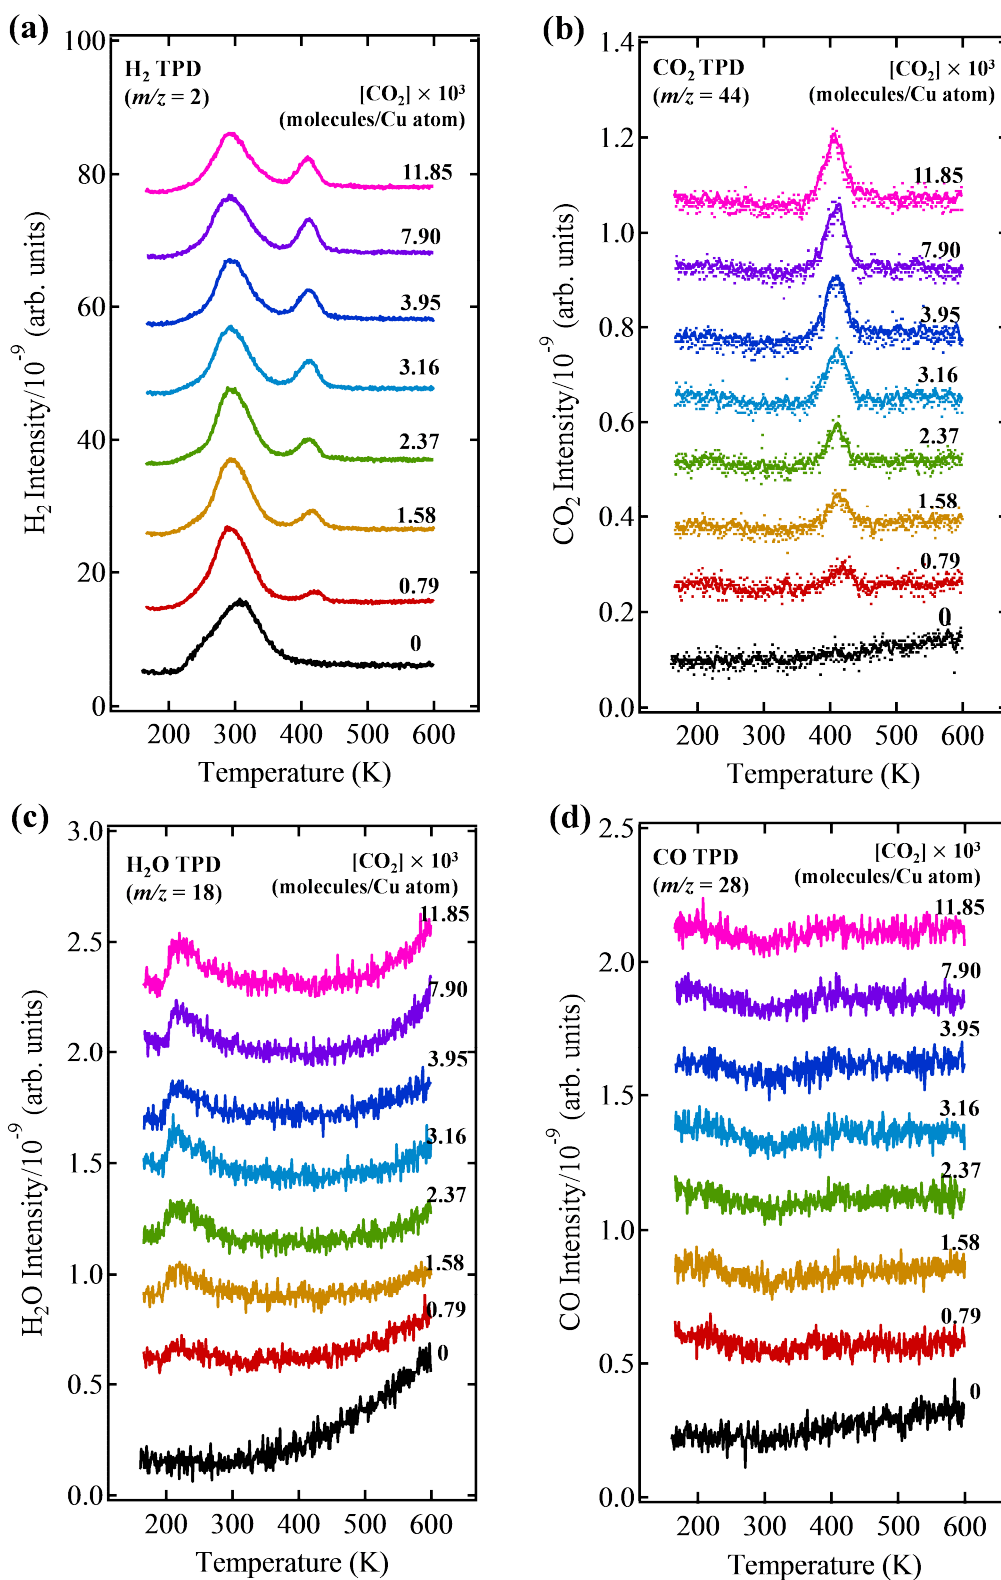 (a)
H₂ TPD
(m/z = 2)
[CO₂] × 10³
(molecules/Cu atom)
11.85
7.90
3.95
3.16
2.37
1.58
0.79
0
100
80
60
40
20
0
H₂ Intensity/10⁻⁹ (arb. units)
200 300 400 500 600
Temperature (K)
(b)
CO₂ TPD
(m/z = 44)
[CO₂] × 10³
(molecules/Cu atom)
11.85
7.90
3.95
3.16
2.37
1.58
0.79
0
1.4
1.2
1.0
0.8
0.6
0.4
0.2
0.0
CO₂ Intensity/10⁻⁹ (arb. units)
200 300 400 500 600
Temperature (K)
(c)
H₂O TPD
(m/z = 18)
[CO₂] × 10³
(molecules/Cu atom)
11.85
7.90
3.95
3.16
2.37
1.58
0.79
0
3.0
2.5
2.0
1.5
1.0
0.5
0.0
H₂O Intensity/10⁻⁹ (arb. units)
200 300 400 500 600
Temperature (K)
(d)
CO TPD
(m/z = 28)
[CO₂] × 10³
(molecules/Cu atom)
11.85
7.90
3.95
3.16
2.37
1.58
0.79
0
2.5
2.0
1.5
1.0
0.5
0.0
CO Intensity/10⁻⁹ (arb. units)
200 300 400 500 600
Temperature (K)